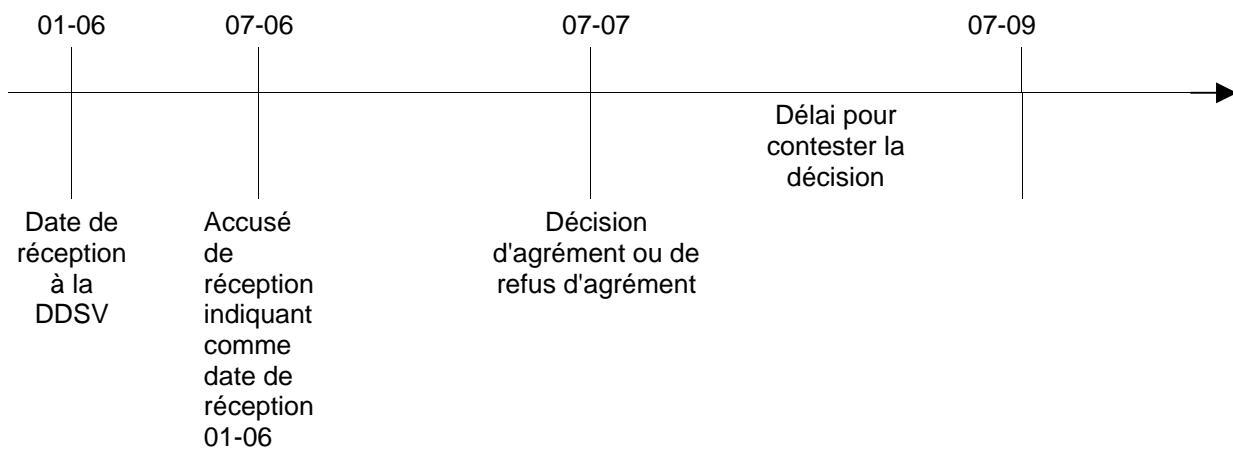 01-06
07-06
07-07
07-09
Délai pour
contester la
décision
Date de
réception
à la
DDSV
Accusé
de
réception
indiquant
comme
date de
réception
01-06
Décision
d'agrément ou de
refus d'agrément